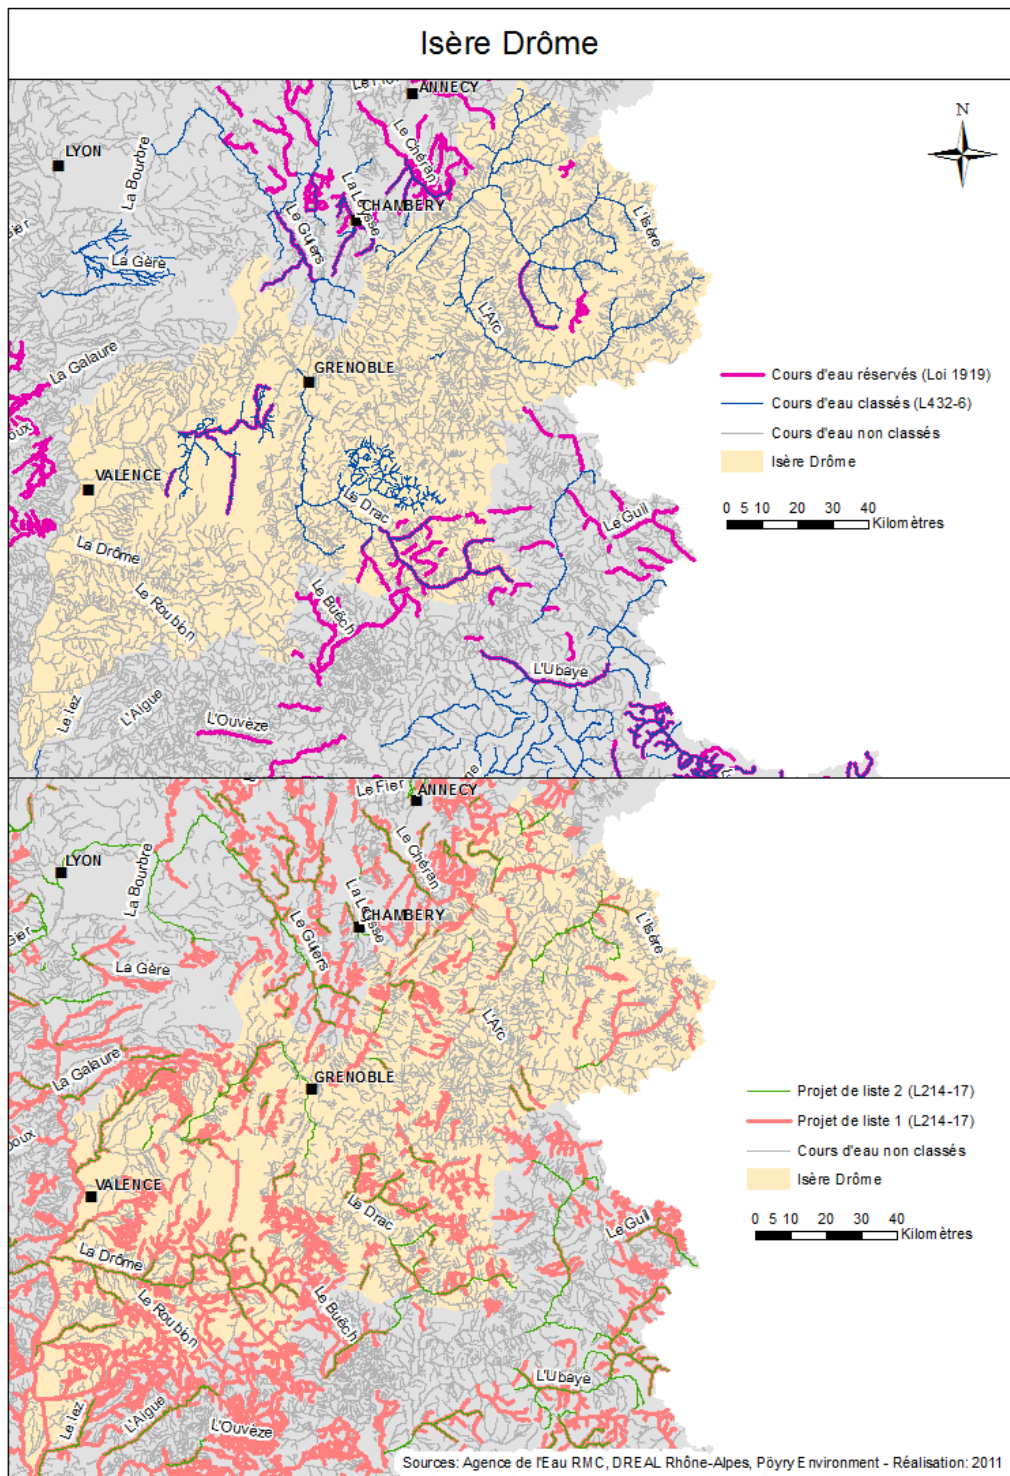 Isère Drôme
ANNECY
LYON
La Bourbre
Le Chéran
La Leysse
CHAMBERY
L'Isère
Le Guiers
La Gère
L'Arc
La Galaure
GRENOBLE
VALENCE
Le Drac
Le Guil
La Drôme
Le Roubion
Le Buëch
L'Ubaye
Le lez
L'Aigue
L'Ouvèze
N
Cours d'eau réservés (Loi 1919)
Cours d'eau classés (L432-6)
Cours d'eau non classés
Isère Drôme
0 5 10 20 30 40
Kilomètres
Le Fier
ANNECY
LYON
La Bourbre
Le Chéran
La Leysse
CHAMBERY
L'Isère
Gier
Le Guiers
La Gère
L'Arc
La Galaure
GRENOBLE
VALENCE
Le Drac
Le Guil
La Drôme
Le Roubion
Le Buëch
L'Ubaye
Le lez
L'Aigue
L'Ouvèze
Projet de liste 2 (L214-17)
Projet de liste 1 (L214-17)
Cours d'eau non classés
Isère Drôme
0 5 10 20 30 40
Kilomètres
Sources: Agence de l'Eau RMC, DREAL Rhône-Alpes, Pöyry Environment - Réalisation: 2011